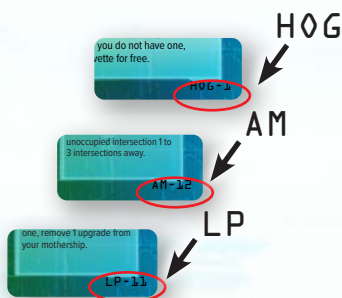 HOG
you do not have one,
vette for free.
HOG-1
AM
unoccupied intersection 1 to
3 intersections away.
AM-12
LP
one, remove 1 upgrade from
your mothership.
LP-11